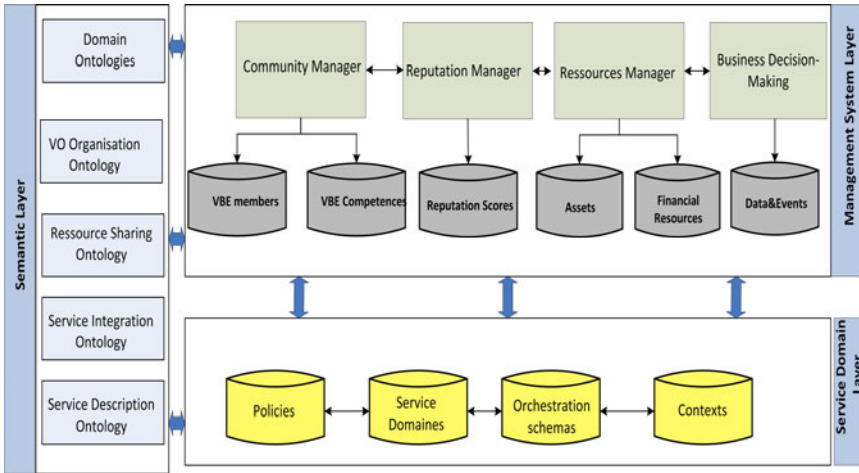 Semantic Layer
Domain
Ontologies
VO Organisation
Ontology
Ressource Sharing
Ontology
Service Integration
Ontology
Service Description
Ontology
Community Manager
Reputation Manager
Ressources Manager
Business Decision-
Making
VBE members
VBE Competences
Reputation Scores
Assets
Financial
Resources
Data&Events
Management System Layer
Policies
Service
Domaines
Orchestration
schemas
Contexts
Service Domain
Layer